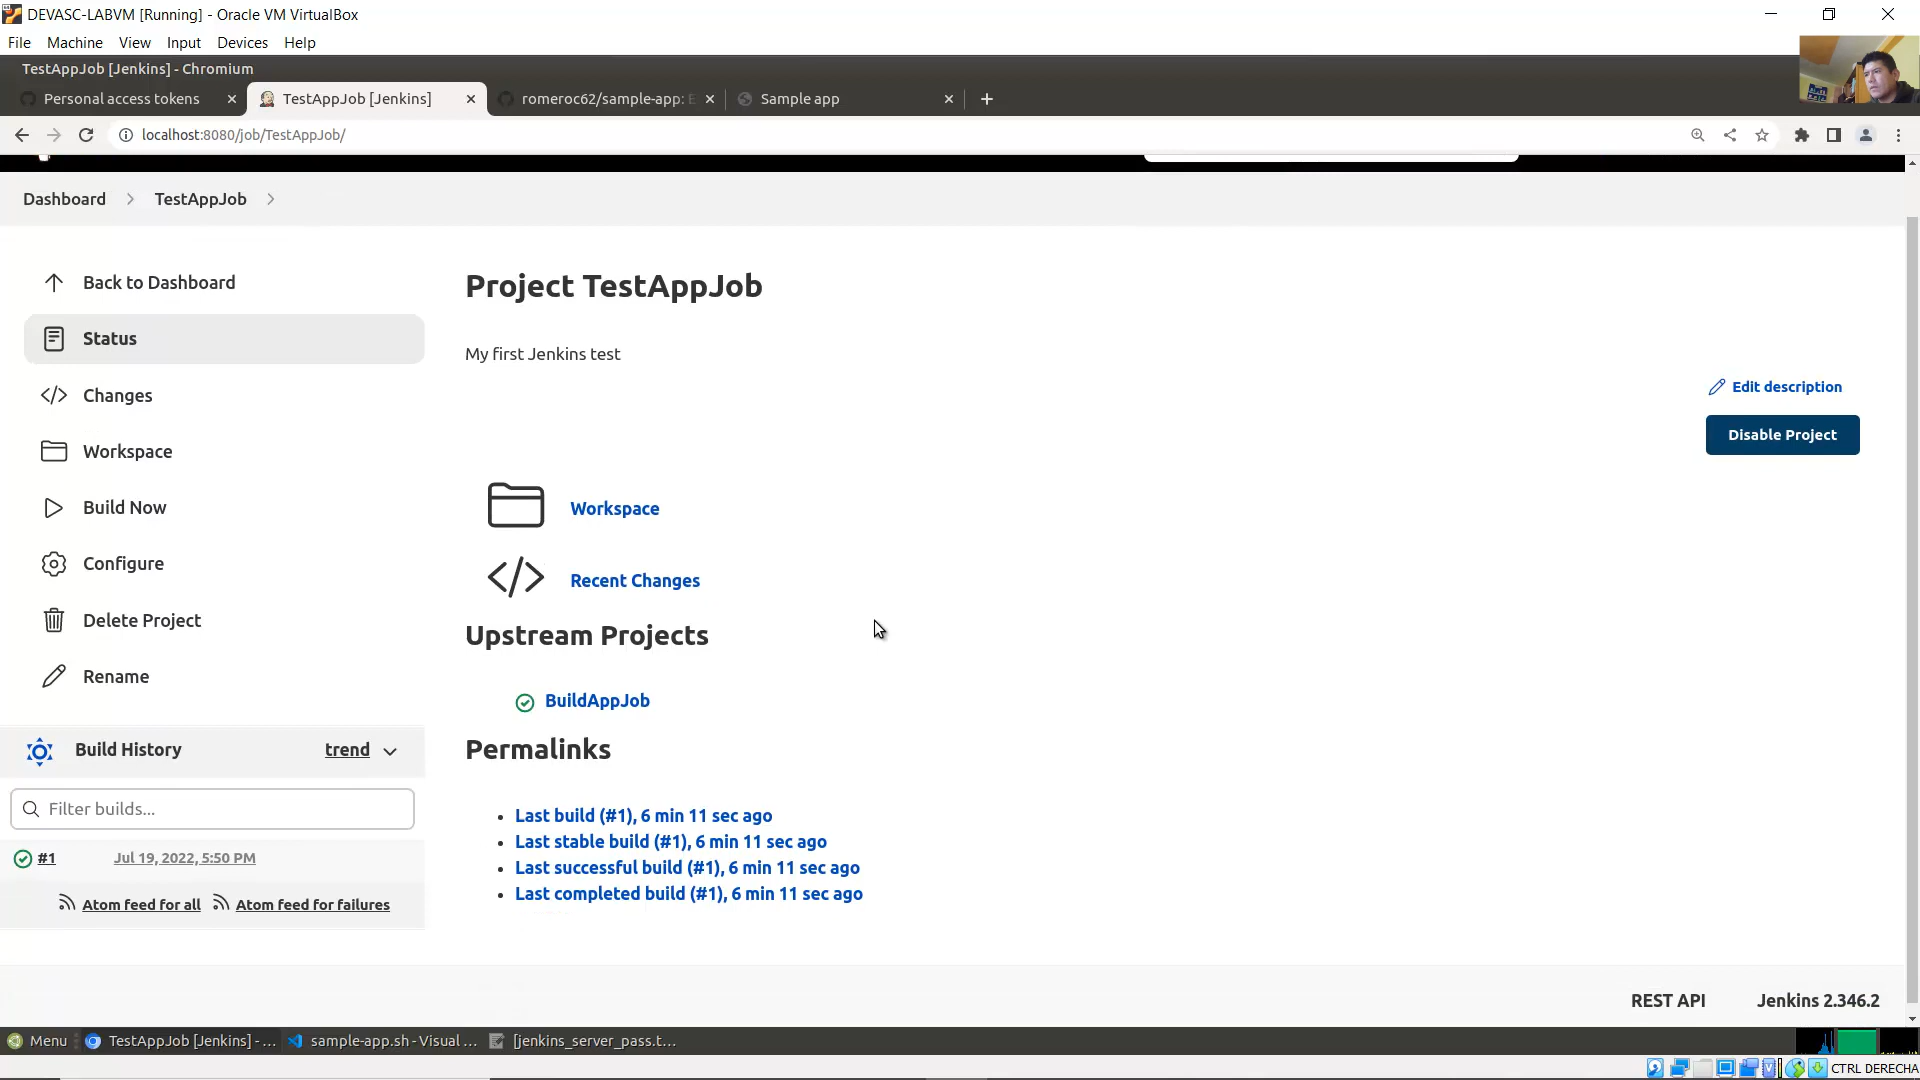 DEVASC-LABVM [Running] - Oracle VM VirtualBox
File Machine View Input Devices Help
TestAppJob [Jenkins] - Chromium
Personal access tokens
TestAppJob [Jenkins]
romeroc62/sample-app: E
Sample app
localhost:8080/job/TestAppJob/
Dashboard
TestAppJob
Back to Dashboard
Status
Changes
Workspace
Build Now
Configure
Delete Project
Rename
Build History
trend
Filter builds...
#1
Jul 19, 2022, 5:50 PM
Atom feed for all
Atom feed for failures
Project TestAppJob
My first Jenkins test
Edit description
Disable Project
Workspace
Recent Changes
Upstream Projects
BuildAppJob
Permalinks
Last build (#1), 6 min 11 sec ago
Last stable build (#1), 6 min 11 sec ago
Last successful build (#1), 6 min 11 sec ago
Last completed build (#1), 6 min 11 sec ago
REST API
Jenkins 2.346.2
Menu
TestAppJob [Jenkins] - ...
sample-app.sh - Visual ...
[jenkins_server_pass.t...
CTRL DERECHA